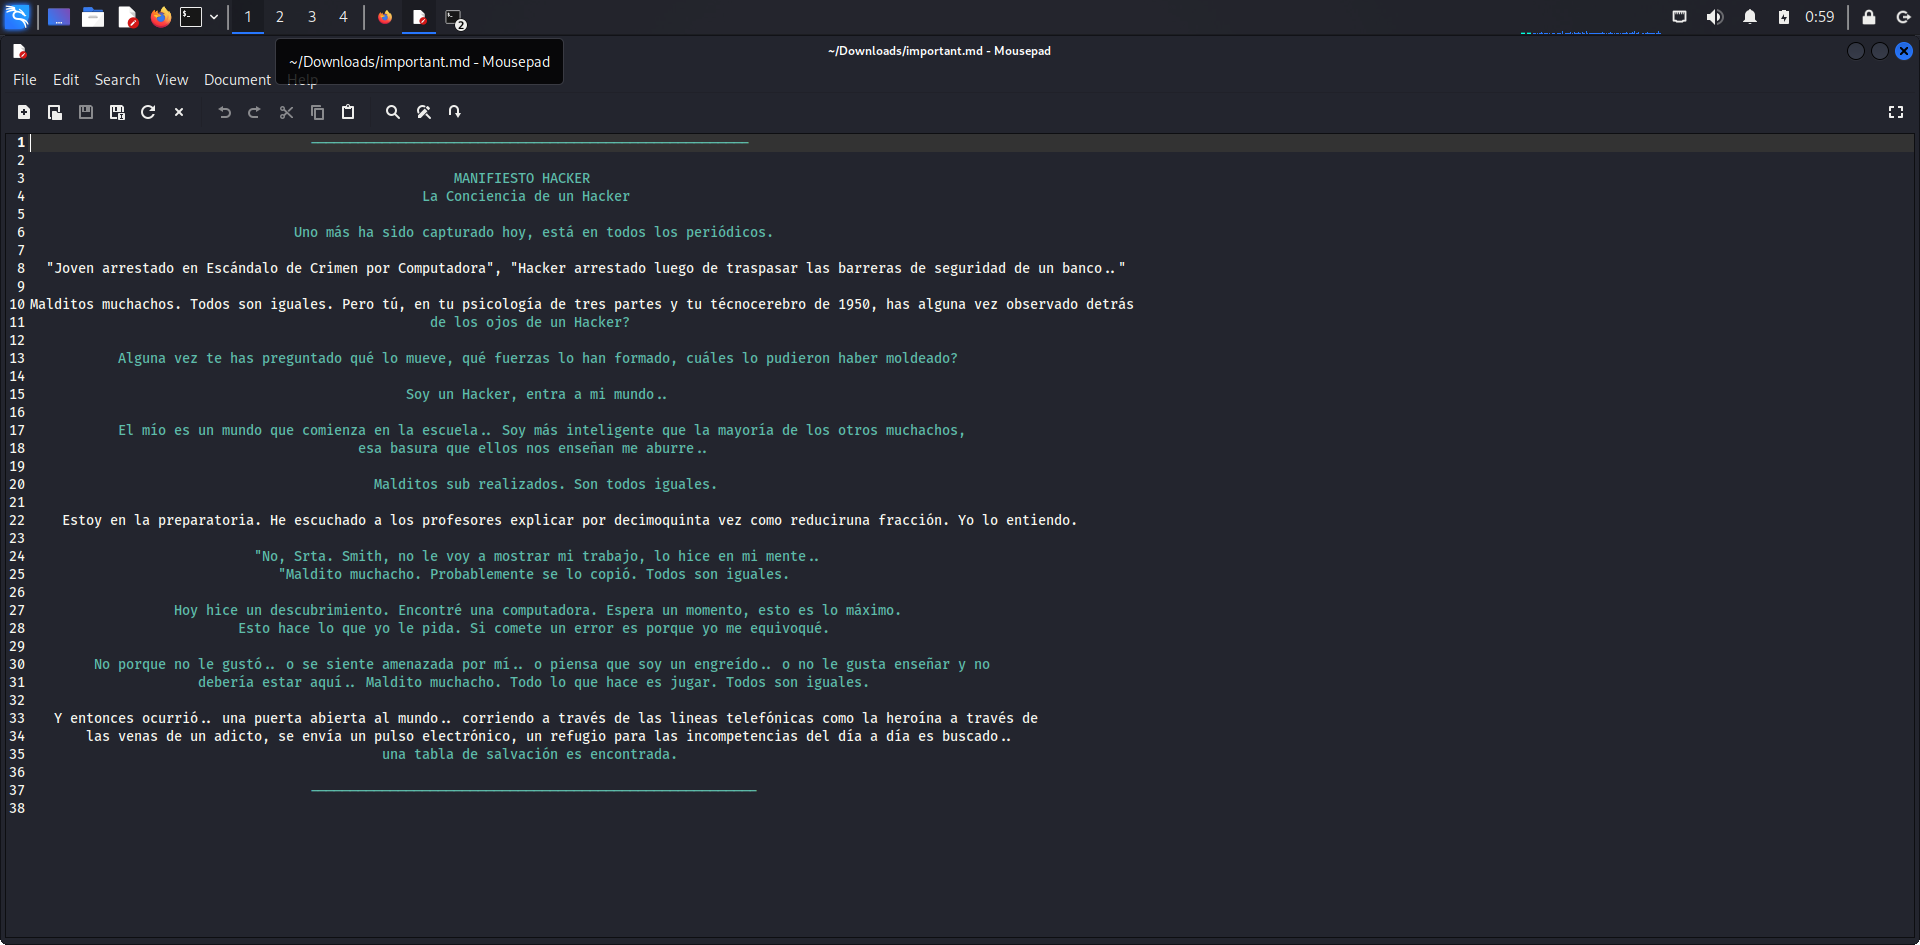 1
2
3
4
2
0:59
~/Downloads/important.md - Mousepad
~/Downloads/important.md - Mousepad
File Edit Search View Document Help
1
2
3 MANIFIESTO HACKER
4 La Conciencia de un Hacker
5
6 Uno más ha sido capturado hoy, está en todos los periódicos.
7
8 "Joven arrestado en Escándalo de Crimen por Computadora", "Hacker arrestado luego de traspasar las barreras de seguridad de un banco.."
9
10 Malditos muchachos. Todos son iguales. Pero tú, en tu psicología de tres partes y tu técnocerebro de 1950, has alguna vez observado detrás
11 de los ojos de un Hacker?
12
13 Alguna vez te has preguntado qué lo mueve, qué fuerzas lo han formado, cuáles lo pudieron haber moldeado?
14
15 Soy un Hacker, entra a mi mundo..
16
17 El mío es un mundo que comienza en la escuela.. Soy más inteligente que la mayoría de los otros muchachos,
18 esa basura que ellos nos enseñan me aburre..
19
20 Malditos sub realizados. Son todos iguales.
21
22 Estoy en la preparatoria. He escuchado a los profesores explicar por decimoquinta vez como reduciruna fracción. Yo lo entiendo.
23
24 "No, Srta. Smith, no le voy a mostrar mi trabajo, lo hice en mi mente..
25 "Maldito muchacho. Probablemente se lo copió. Todos son iguales.
26
27 Hoy hice un descubrimiento. Encontré una computadora. Espera un momento, esto es lo máximo.
28 Esto hace lo que yo le pida. Si comete un error es porque yo me equivoqué.
29
30 No porque no le gustó.. o se siente amenazada por mí.. o piensa que soy un engreído.. o no le gusta enseñar y no
31 debería estar aquí.. Maldito muchacho. Todo lo que hace es jugar. Todos son iguales.
32
33 Y entonces ocurrió.. una puerta abierta al mundo.. corriendo a través de las lineas telefónicas como la heroína a través de
34 las venas de un adicto, se envía un pulso electrónico, un refugio para las incompetencias del día a día es buscado..
35 una tabla de salvación es encontrada.
36
37
38